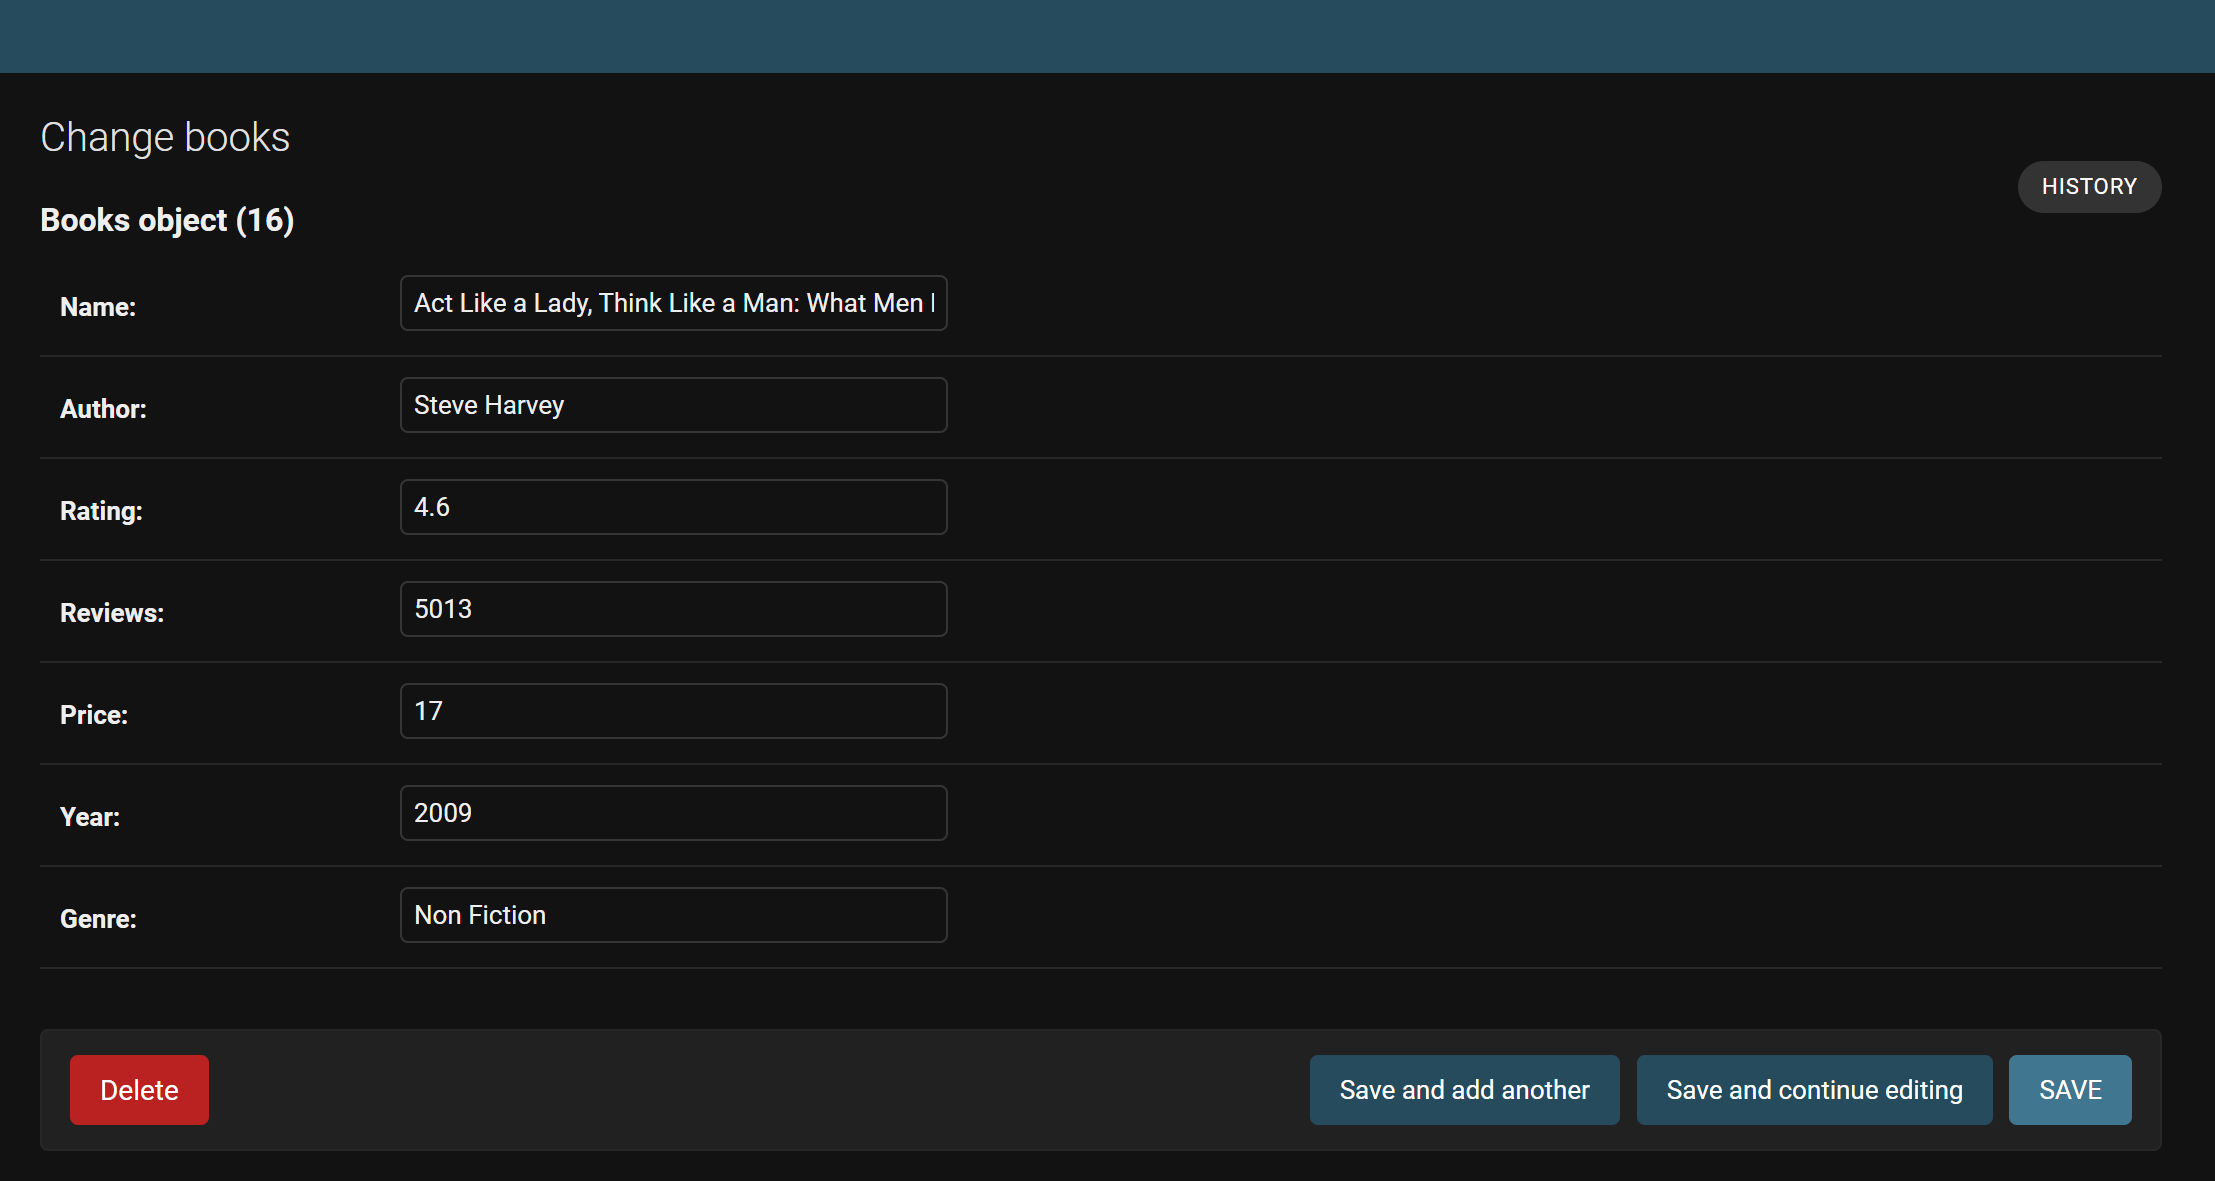 Change books
HISTORY
Books object (16)
Name: Act Like a Lady, Think Like a Man: What Men
Author: Steve Harvey
Rating: 4.6
Reviews: 5013
Price: 17
Year: 2009
Genre: Non Fiction
Delete Save and add another Save and continue editing SAVE